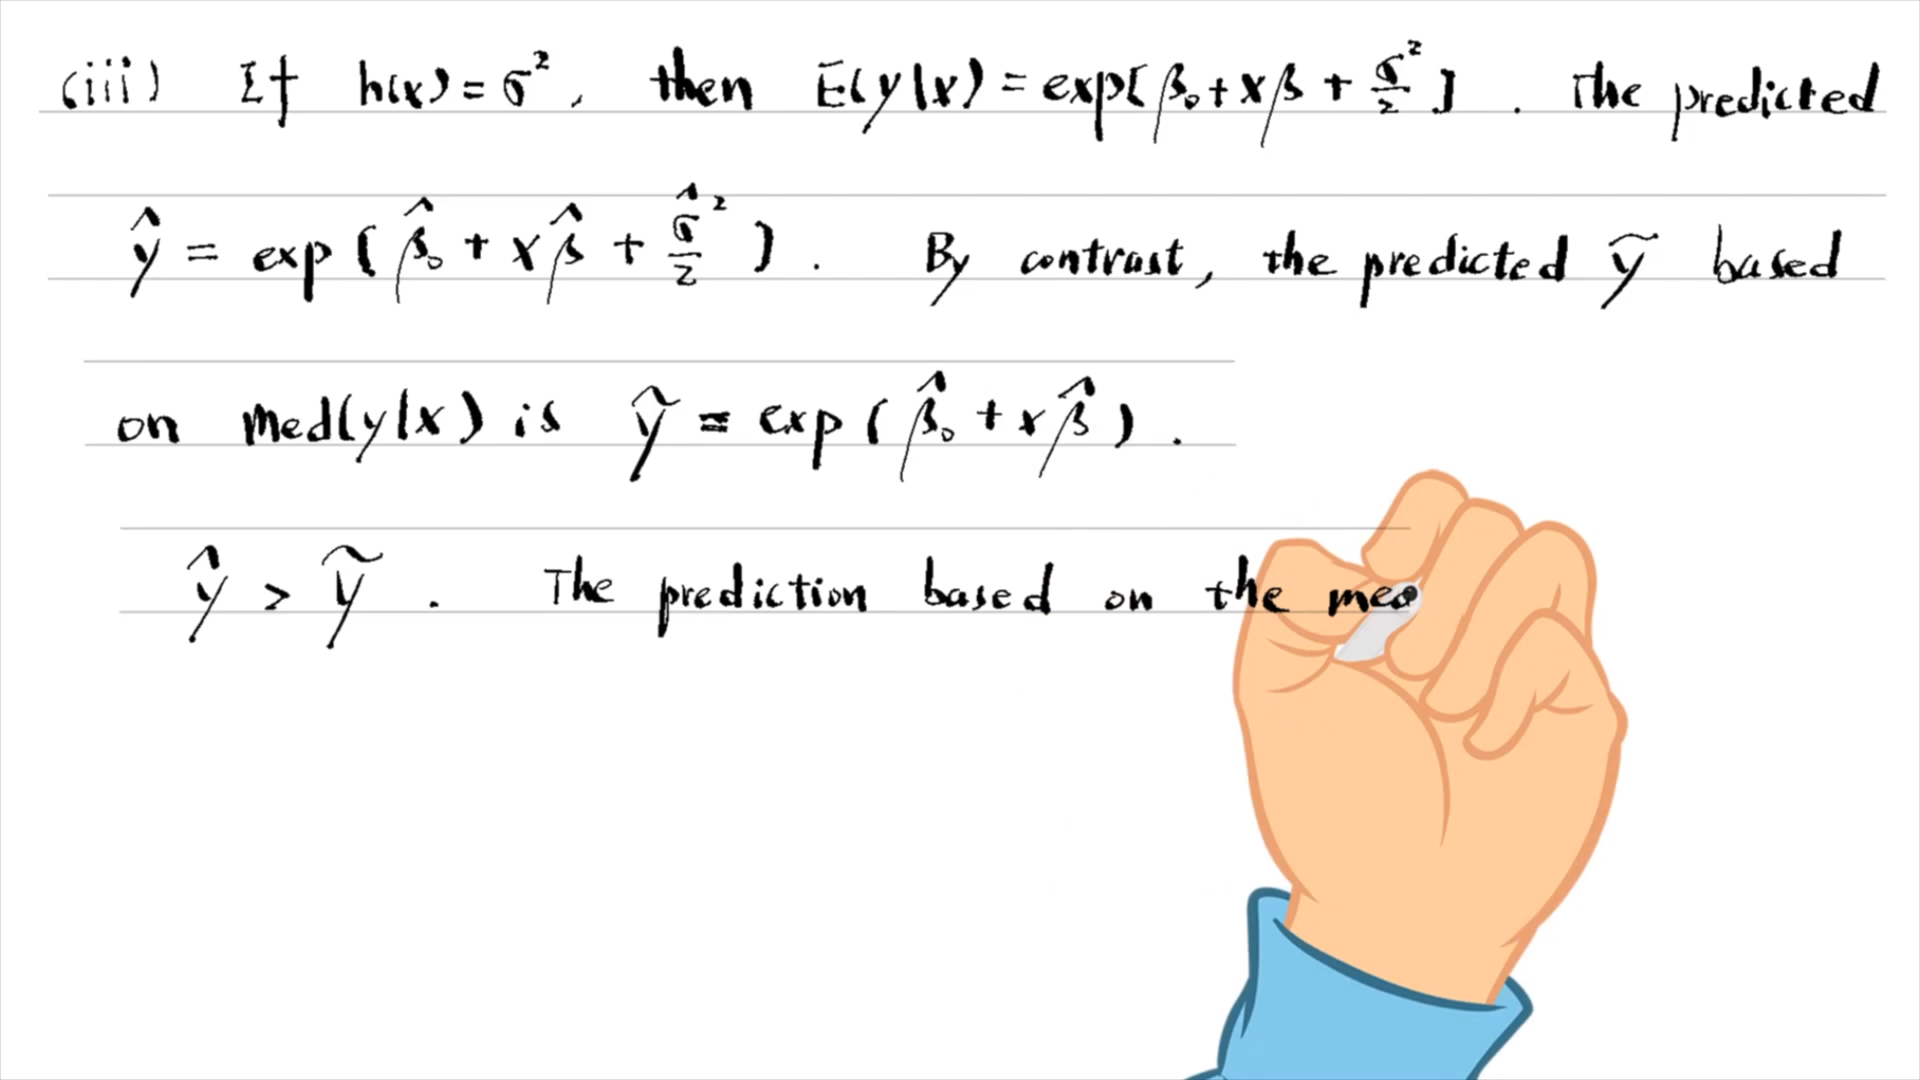 (iii) If h(x) = σ², then E(y|x) = exp[β₀ + xβ + σ²/2]. The predicted
ŷ = exp[β̂₀ + xβ̂ + σ̂²/2]. By contrast, the predicted ỹ based
on Med(y|x) is ỹ = exp(β̂₀ + xβ̂).
ŷ > ỹ. The prediction based on the